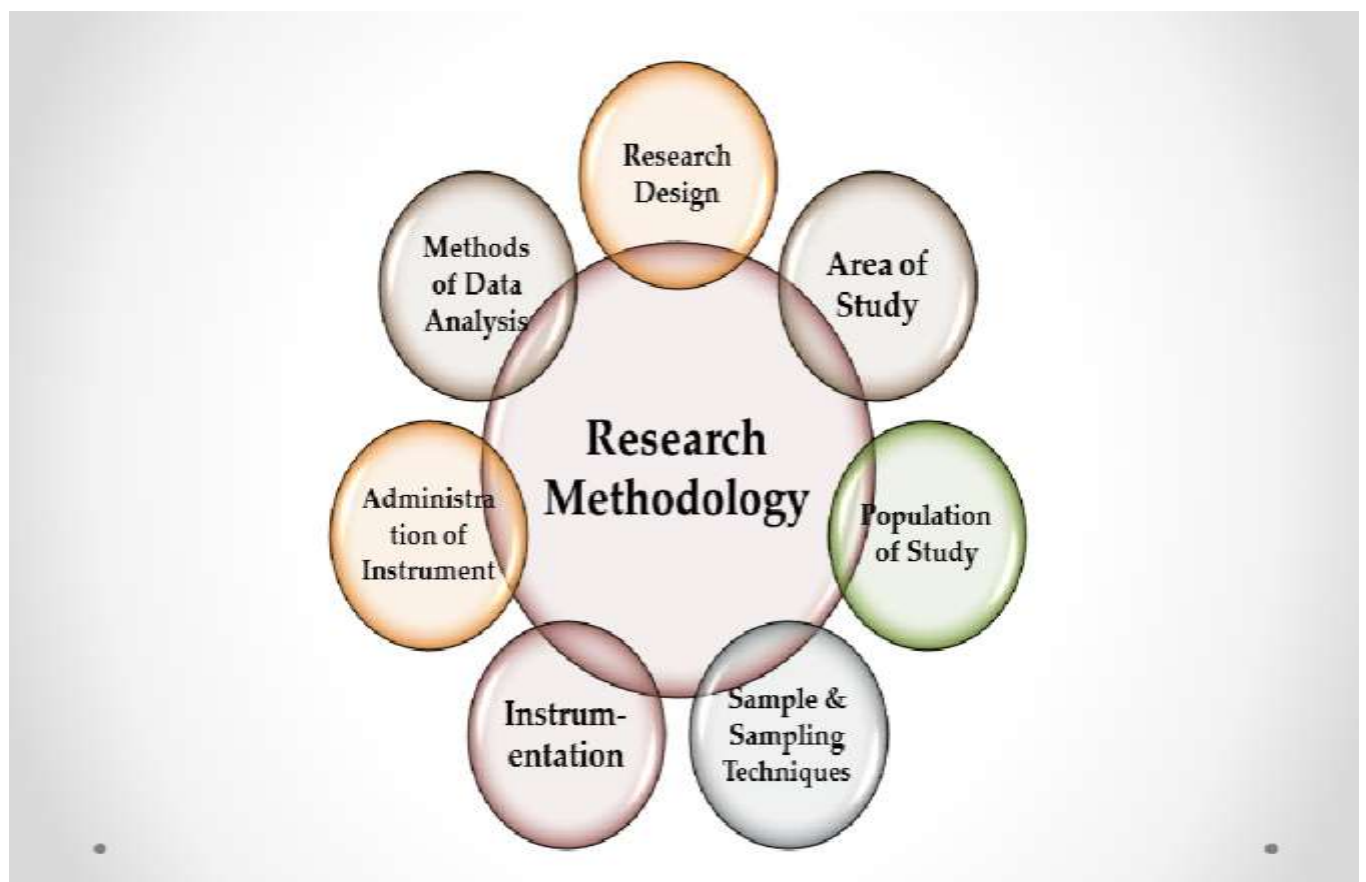 Research
Design
Area of
Study
Population
of Study
Sample &
Sampling
Techniques
Instrum-
entation
Administra
tion of
Instrument
Methods
of Data
Analysis
Research
Methodology